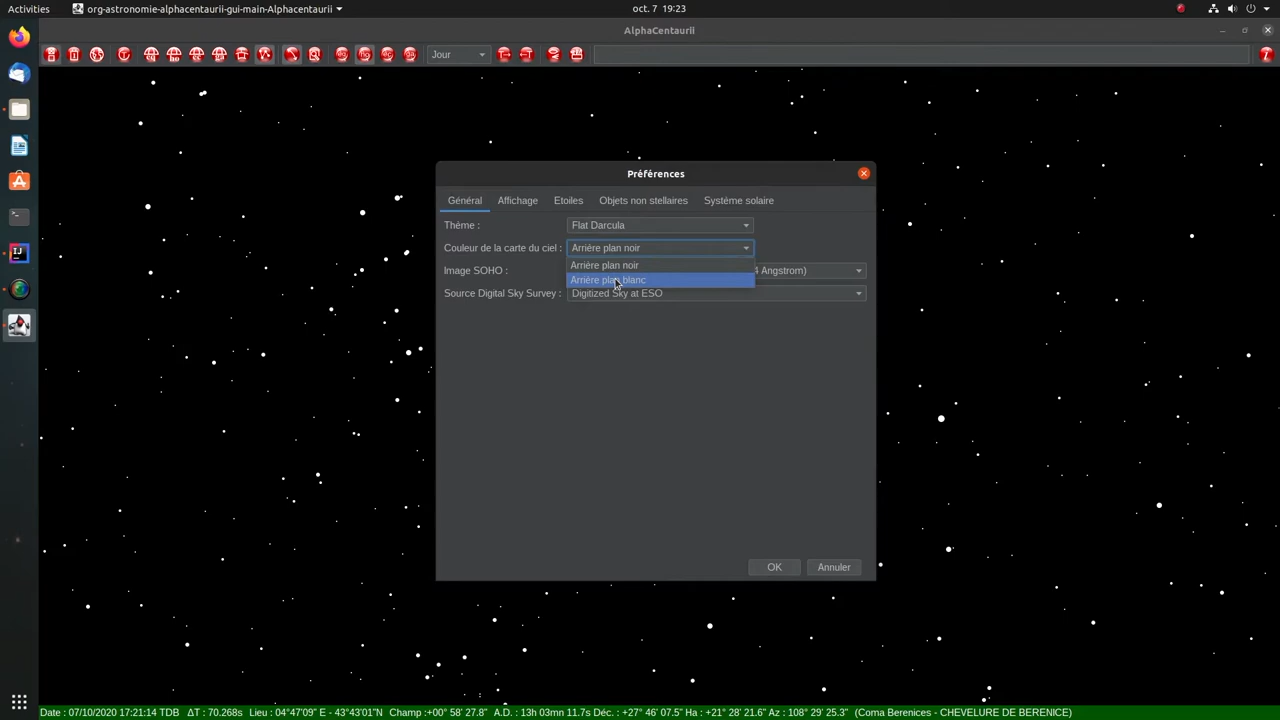 Activities
org-astronomie-alphacentaurii-gui-main-Alphacentaurii
oct. 7 19:23
AlphaCentaurii
Jour
Préférences
Général Affichage Etoiles Objets non stellaires Système solaire
Thème : Flat Darcula
Couleur de la carte du ciel : Arrière plan noir
Arrière plan noir
Image SOHO : Angstrom)
Arrière plan blanc
Source Digital Sky Survey : Digitized Sky at ESO
OK Annuler
Date : 07/10/2020 17:21:14 TDB ΔT : 70.268s Lieu : 04°47'09" E - 43°43'01"N Champ :+00° 58' 27.8" A.D. : 13h 03mn 11.7s Déc. : +27° 46' 07.5" Ha : +21° 28' 21.6" Az : 108° 29' 25.3" (Coma Berenices - CHEVELURE DE BERENICE)